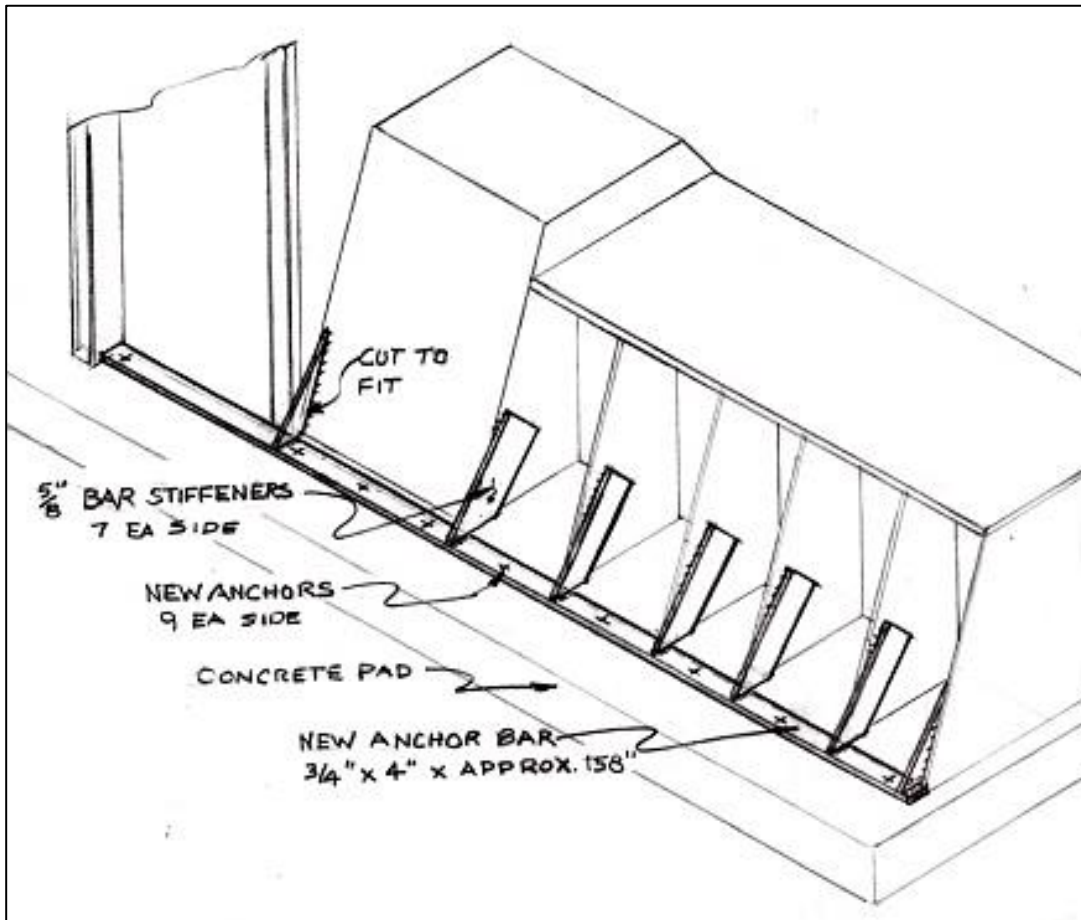 CUT TO
FIT
5/8" BAR STIFFENERS
7 EA SIDE
NEW ANCHORS
9 EA SIDE
CONCRETE PAD
NEW ANCHOR BAR
3/4" x 4" x APPROX. 158"